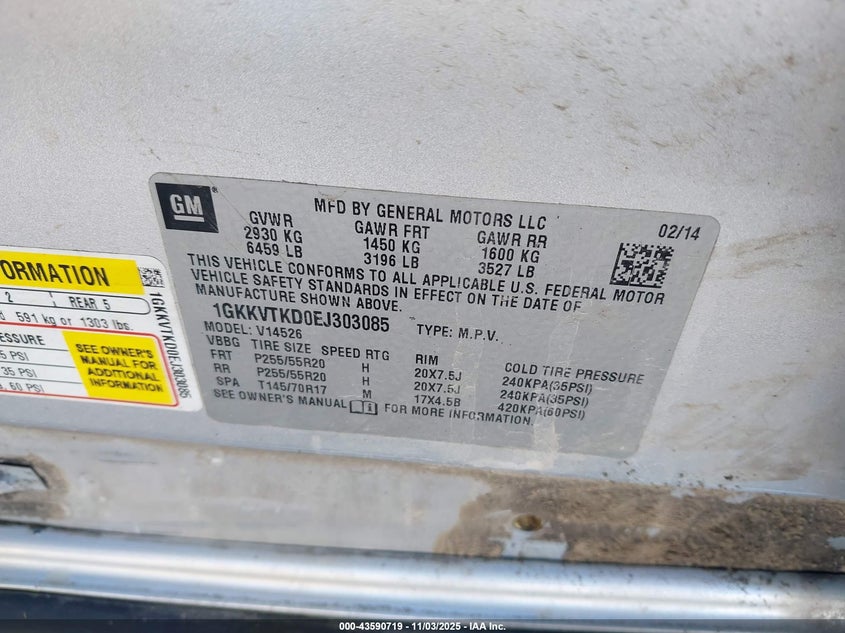 GM
®
MFD BY GENERAL MOTORS LLC
02/14
GVWR GAWR FRT GAWR RR
2930 KG 1450 KG 1600 KG
6459 LB 3196 LB 3527 LB
THIS VEHICLE CONFORMS TO ALL APPLICABLE U.S. FEDERAL MOTOR
VEHICLE SAFETY STANDARDS IN EFFECT ON THE DATE OF
MANUFACTURE SHOWN ABOVE.
1GKKVTKD0EJ303085 TYPE: M.P.V.
MODEL: V14526
VBBG TIRE SIZE SPEED RTG RIM COLD TIRE PRESSURE
FRT P255/55R20 H 20X7.5J 240KPA(35PSI)
RR P255/55R20 H 20X7.5J 240KPA(35PSI)
SPA T145/70R17 M 17X4.5B 420KPA(60PSI)
SEE OWNER'S MANUAL FOR MORE INFORMATION.
FORMATION
2 REAR 5
591 kg or 1303 lbs.
PRESSURE
5 PSI
35 PSI
60 PSI
SEE OWNER'S
MANUAL FOR
ADDITIONAL
INFORMATION
1GKKVTKD0EJ303085
000-43590719 - 11/03/2025 - IAA Inc.